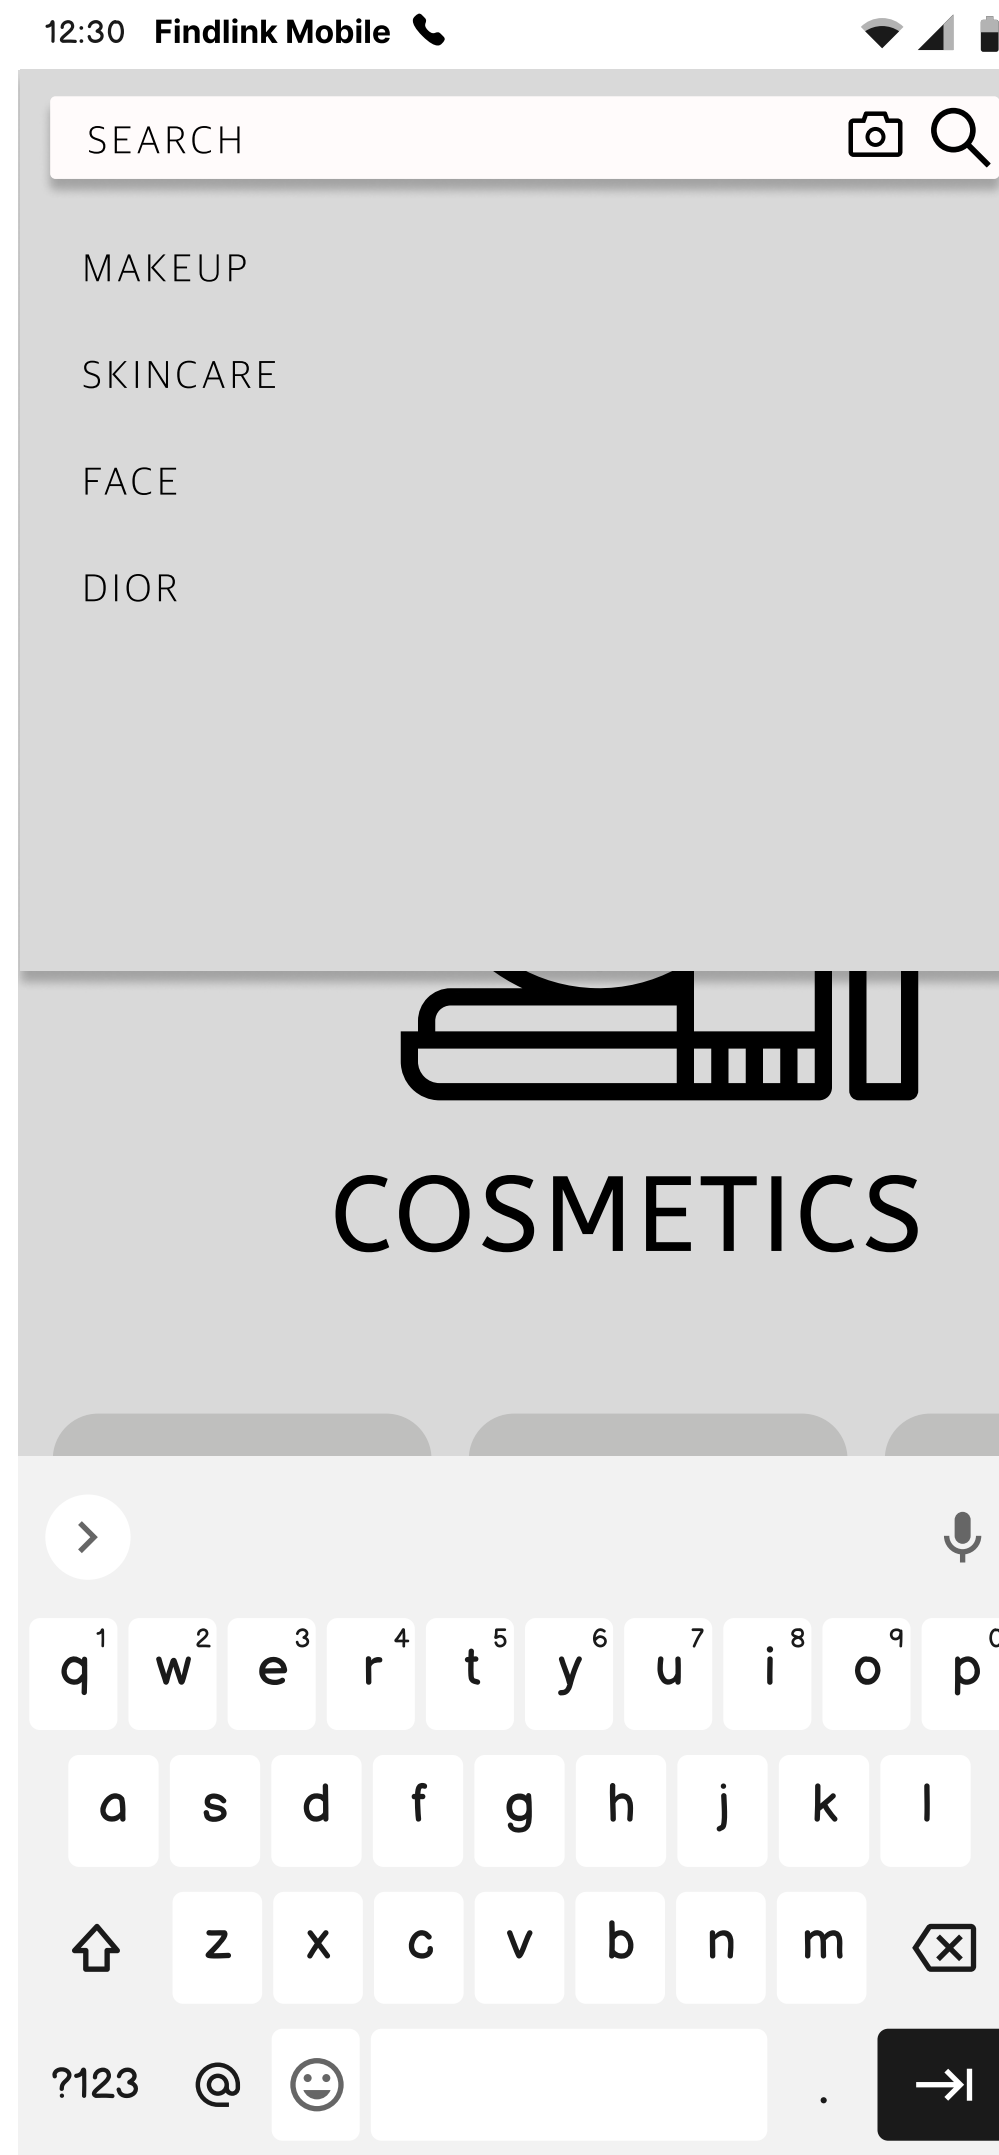 12:30 Findlink Mobile
SEARCH
MAKEUP
SKINCARE
FACE
DIOR
COSMETICS
1 2 3 4 5 6 7 8 9 0
q w e r t y u i o p
a s d f g h j k l
z x c v b n m
?123 @ .